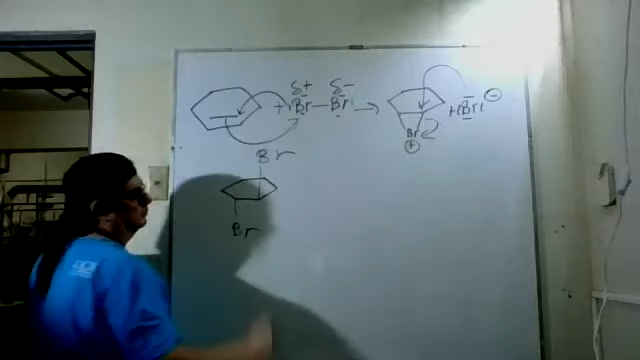 δ+ δ-
+ |Br—Br| → + |Br| ⊖
Br
⊕
Br
Br